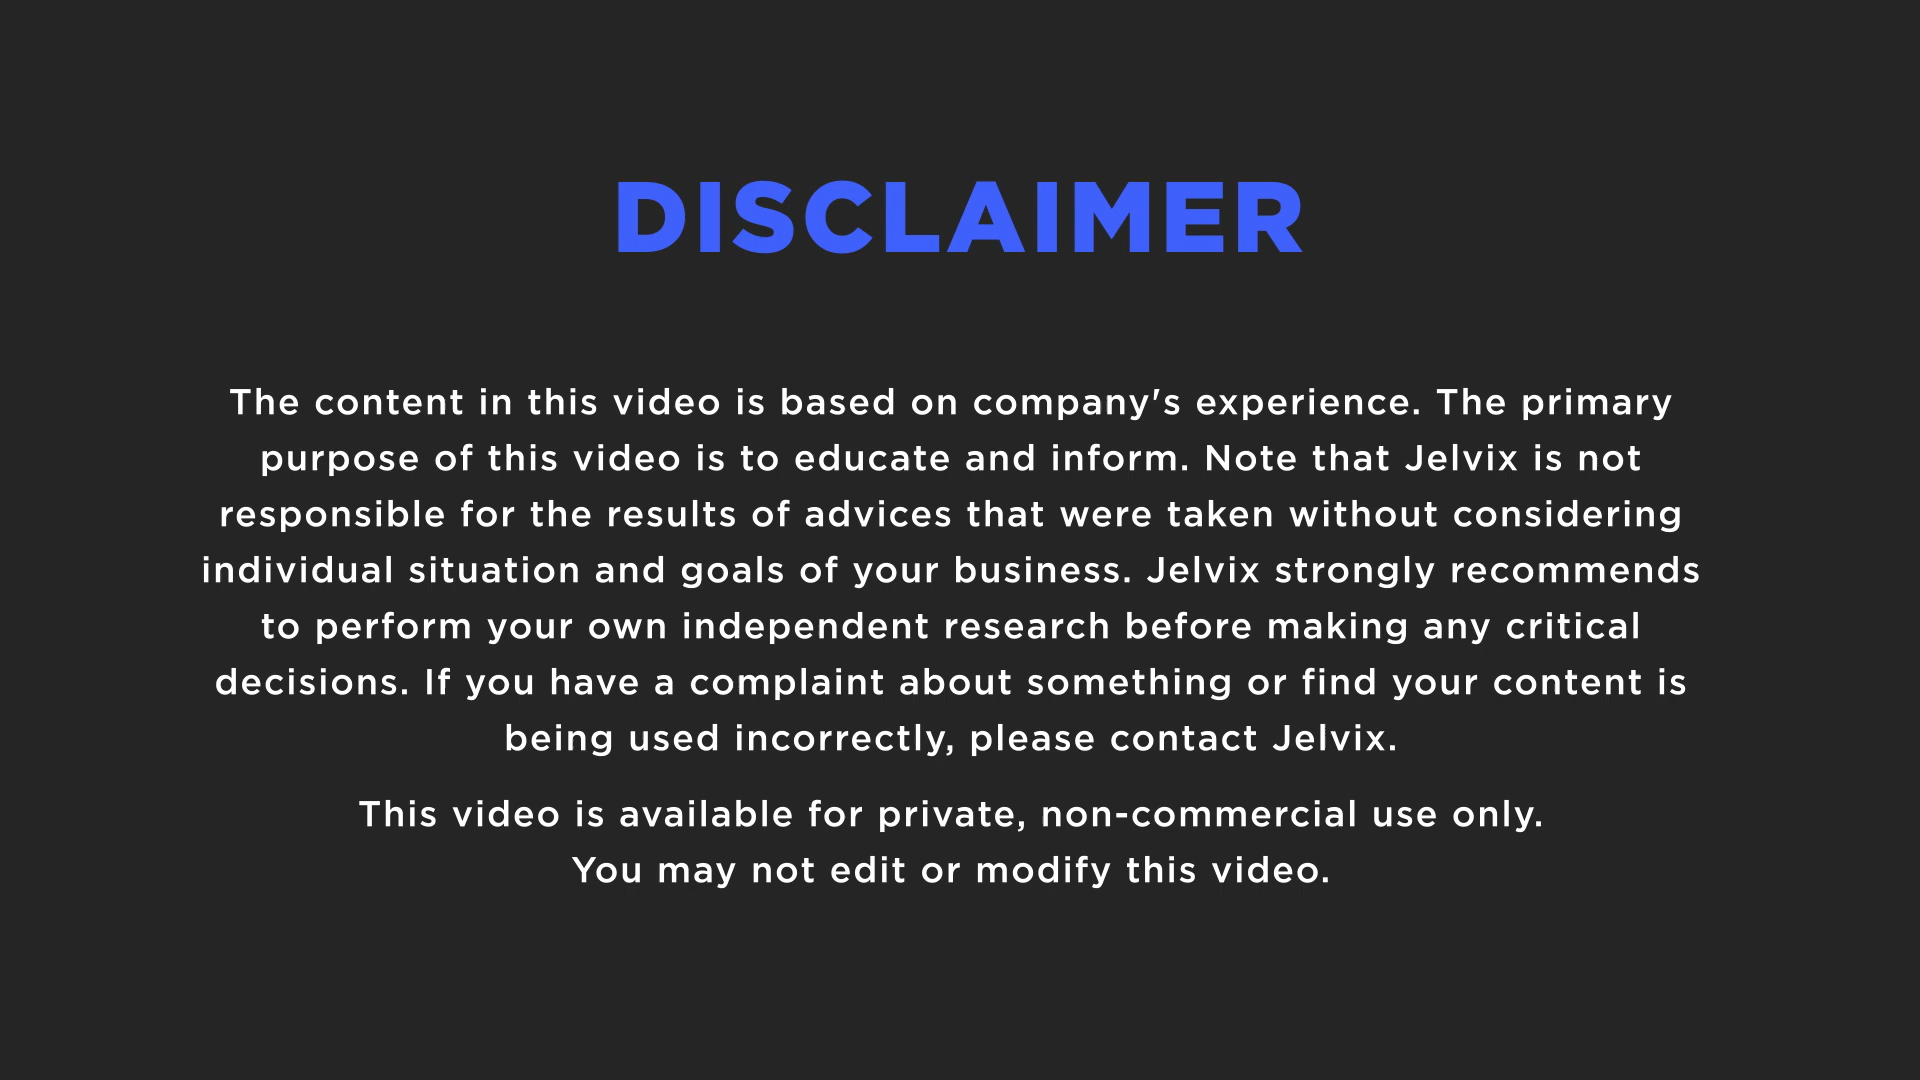 DISCLAIMER
The content in this video is based on company's experience. The primary
purpose of this video is to educate and inform. Note that Jelvix is not
responsible for the results of advices that were taken without considering
individual situation and goals of your business. Jelvix strongly recommends
to perform your own independent research before making any critical
decisions. If you have a complaint about something or find your content is
being used incorrectly, please contact Jelvix.
This video is available for private, non-commercial use only.
You may not edit or modify this video.